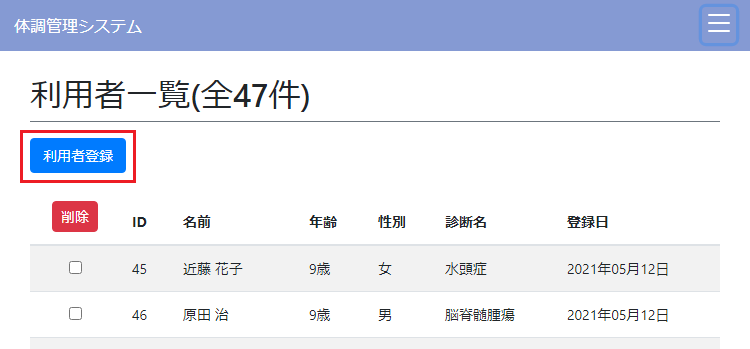 体調管理システム
利用者一覧(全47件)
利用者登録
削除 ID 名前 年齢 性別 診断名 登録日
45 近藤 花子 9歳 女 水頭症 2021年05月12日
46 原田 治 9歳 男 脳脊髄腫瘍 2021年05月12日